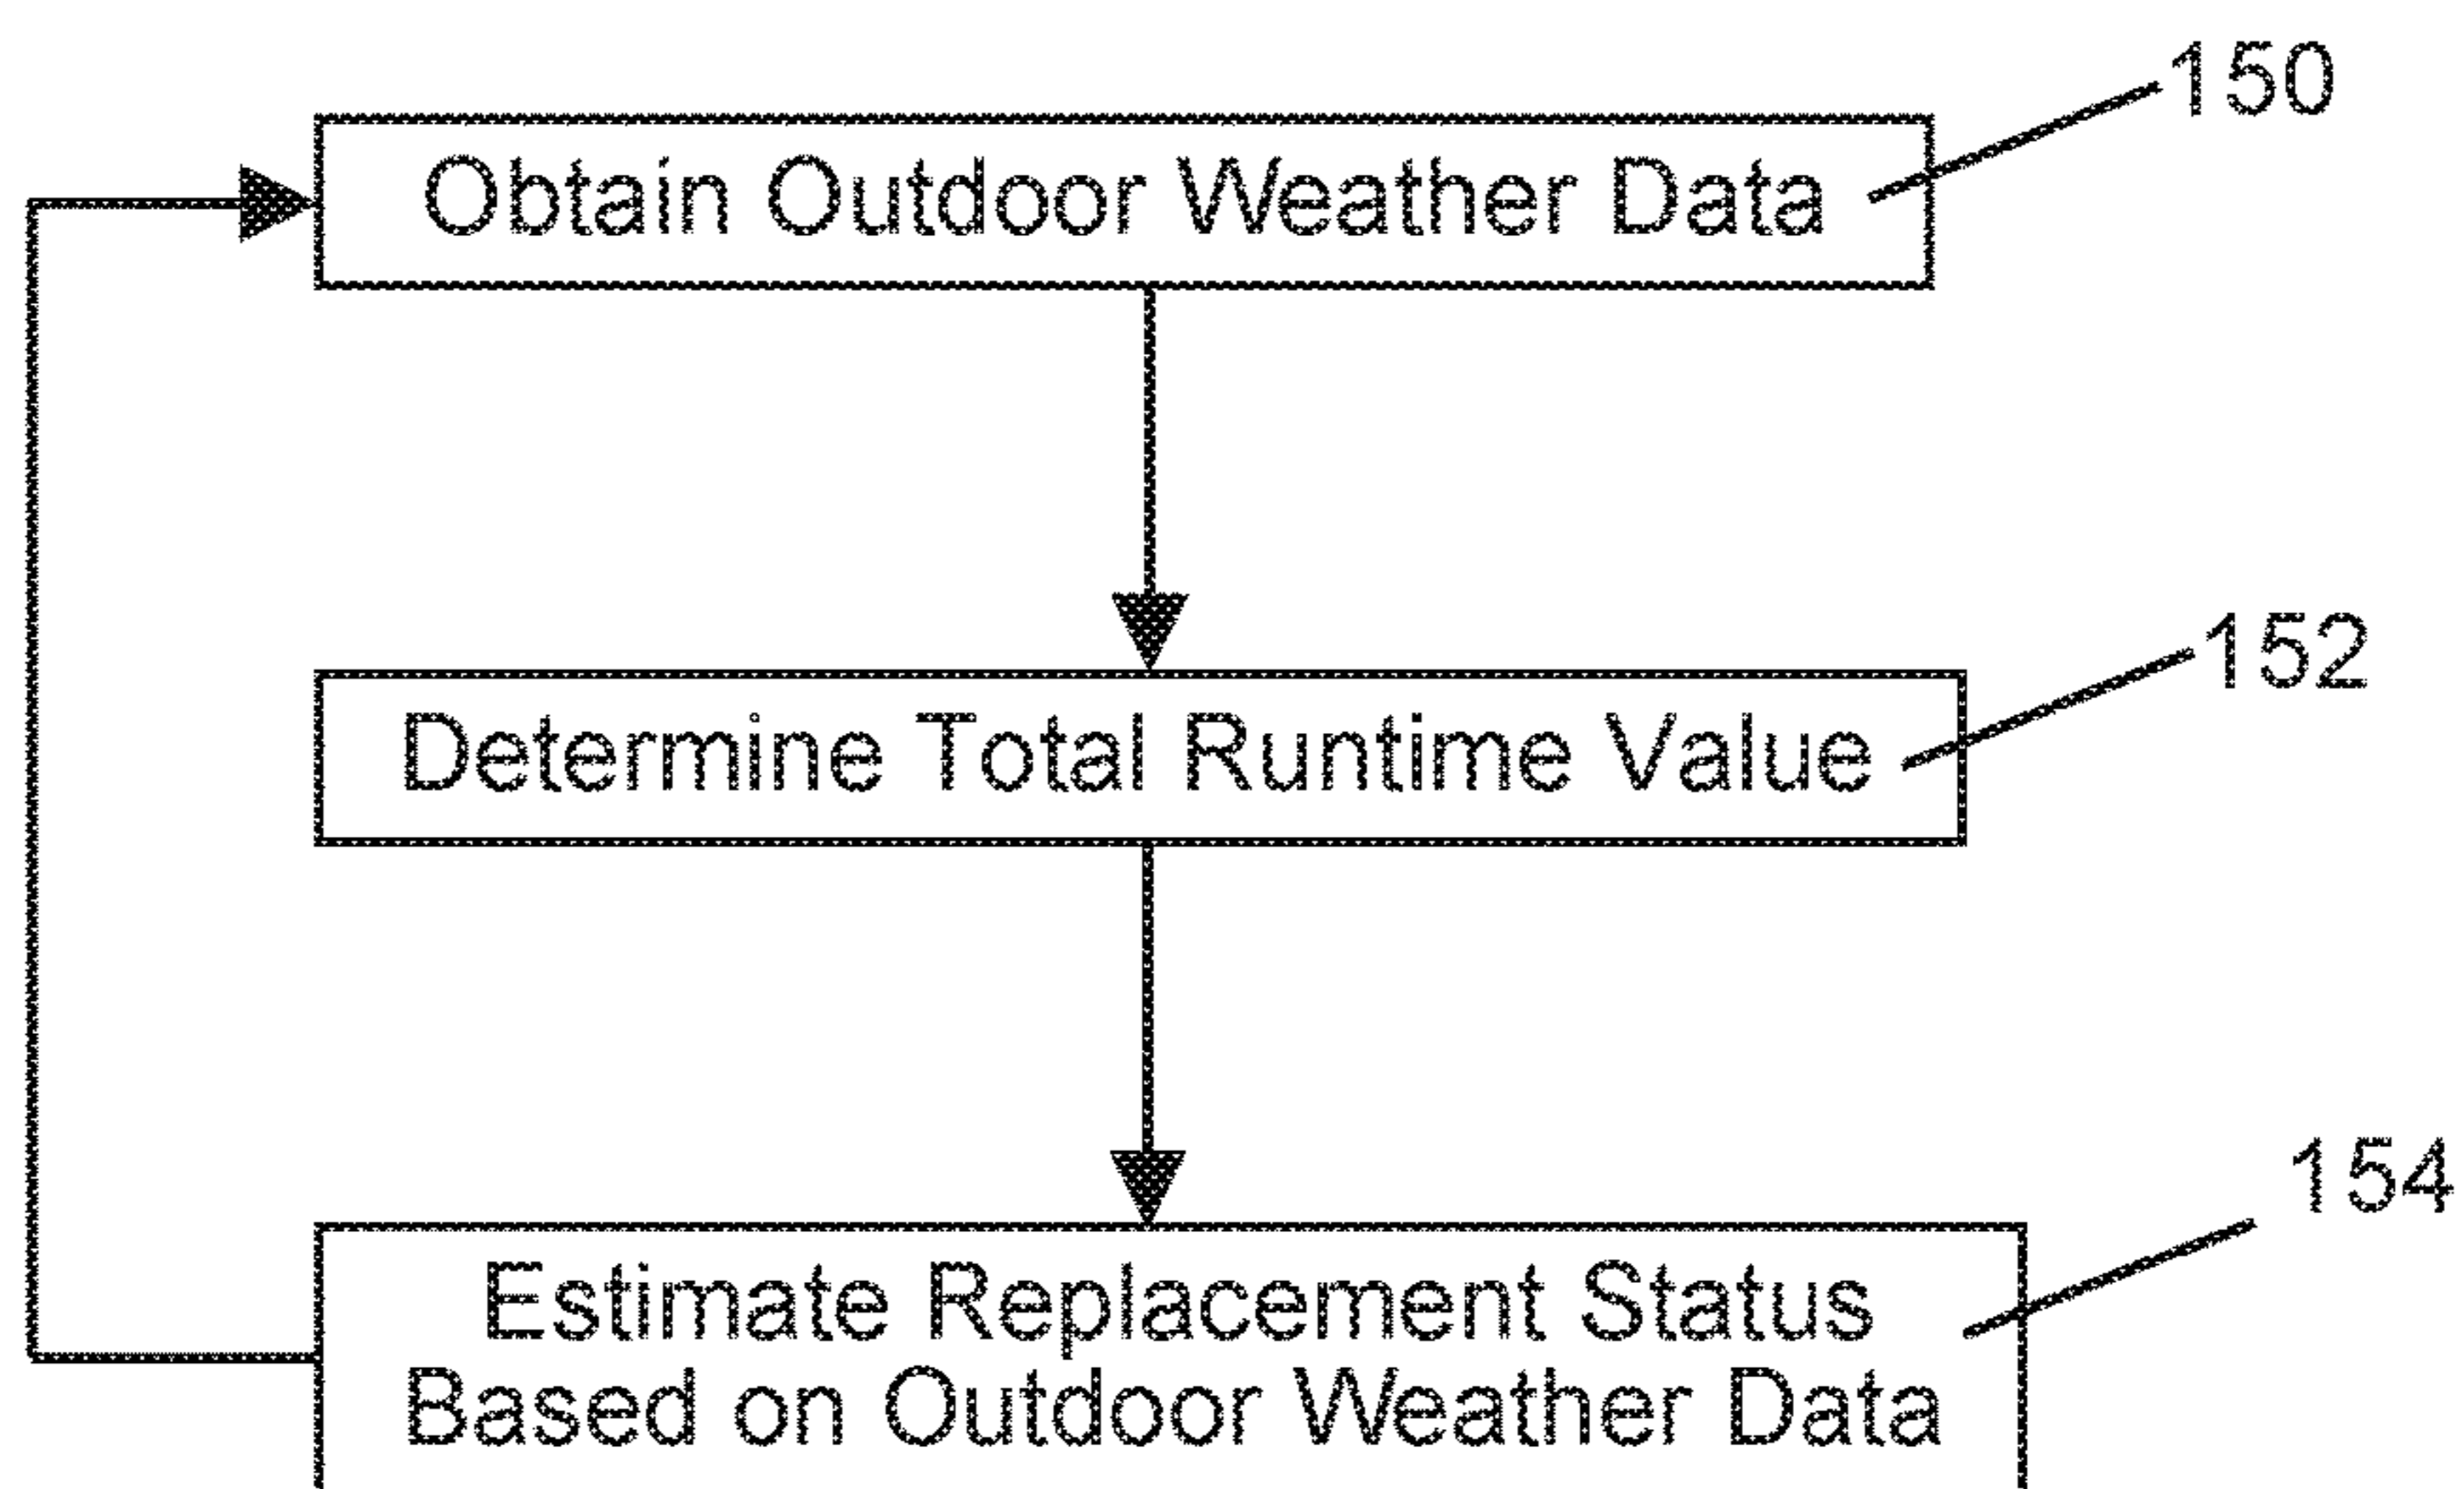 150
Obtain Outdoor Weather Data
152
Determine Total Runtime Value
154
Estimate Replacement Status
Based on Outdoor Weather Data